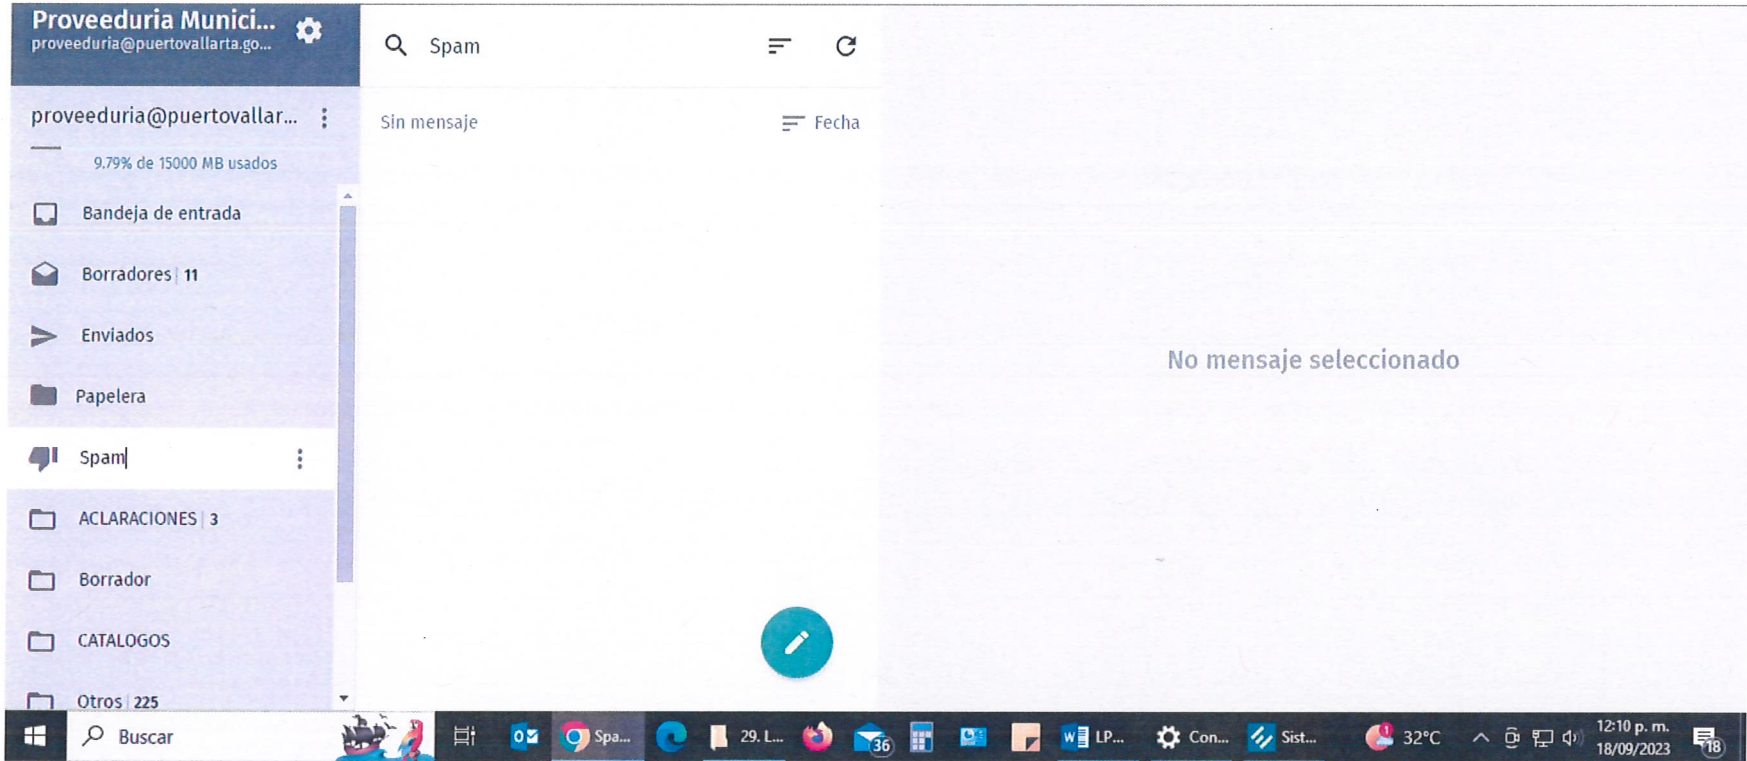 Proveeduria Munici...
proveeduria@puertovallarta.go...
proveeduria@puertovallar...
9.79% de 15000 MB usados
Bandeja de entrada
Borradores | 11
Enviados
Papelera
Spam
ACLARACIONES | 3
Borrador
CATALOGOS
Otros | 225
Spam
Sin mensaje
Fecha
No mensaje seleccionado
Buscar
Spa...
29. L...
36
LP...
Con...
Sist...
1
32°C
12:10 p. m.
18/09/2023
18